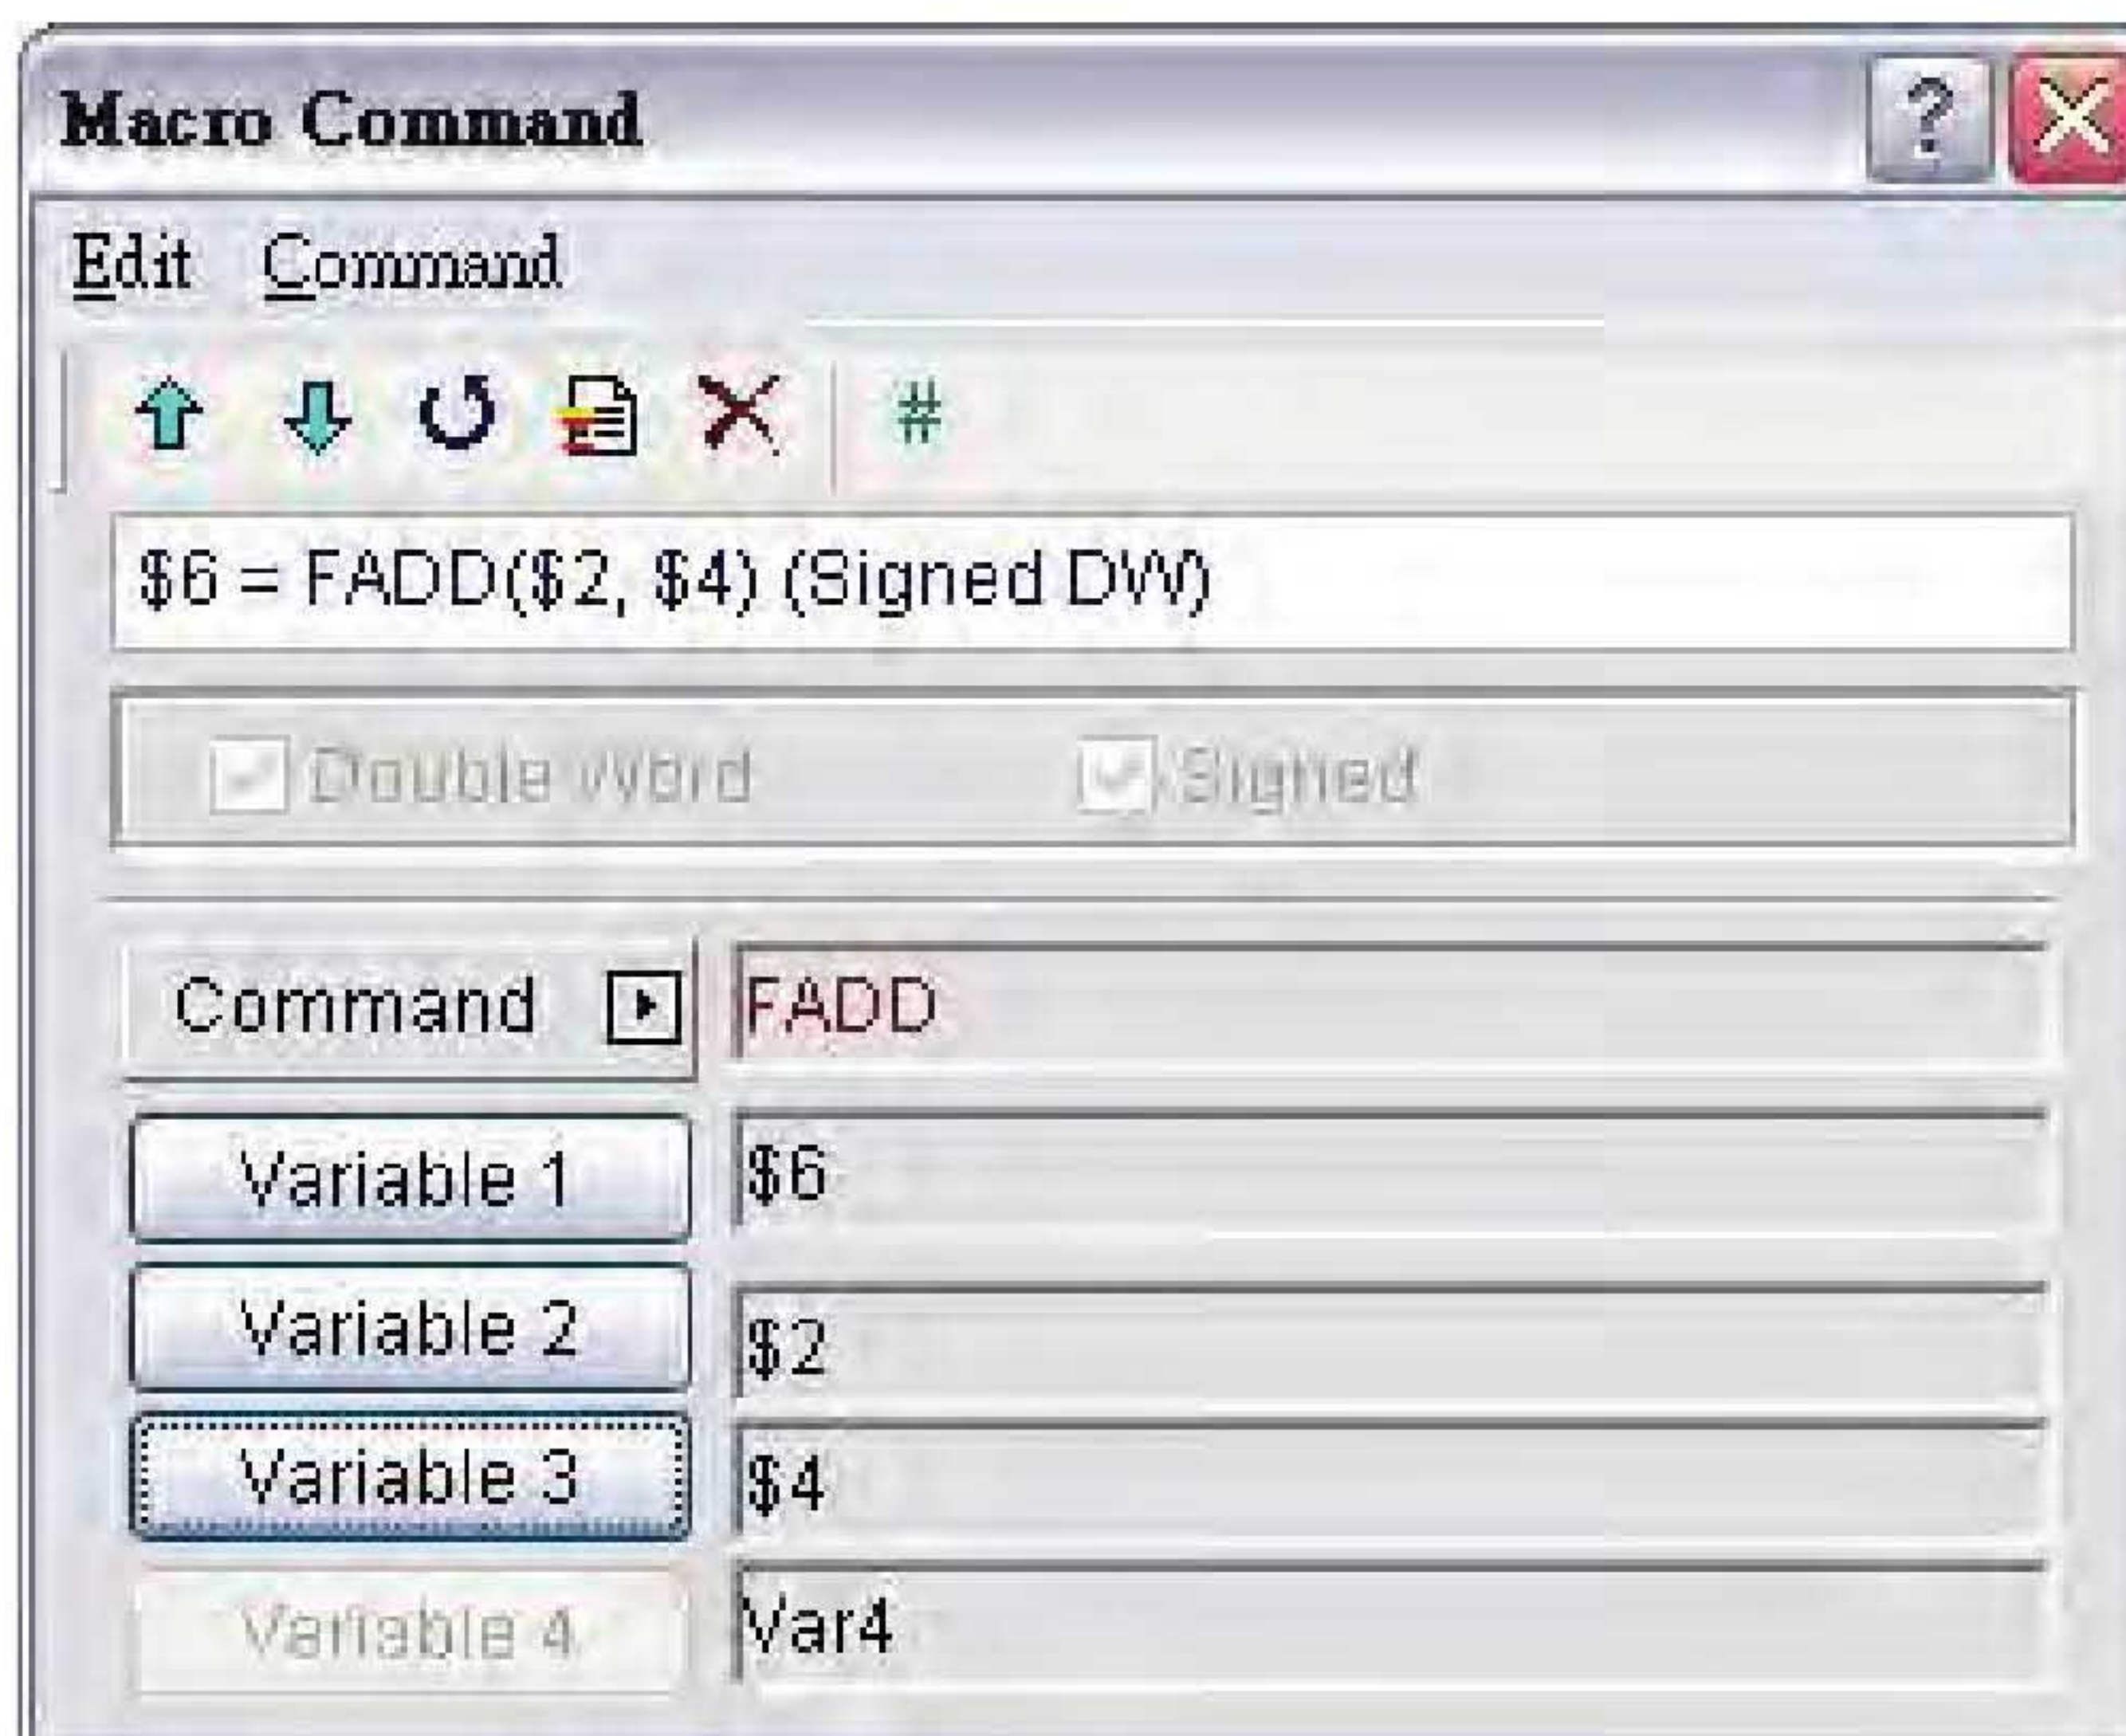 Macro Command
?
Edit Command
#
$6 = FADD($2, $4) (Signed DW)
Double Word Signed
Command FADD
Variable 1 $6
Variable 2 $2
Variable 3 $4
Variable 4 Var4